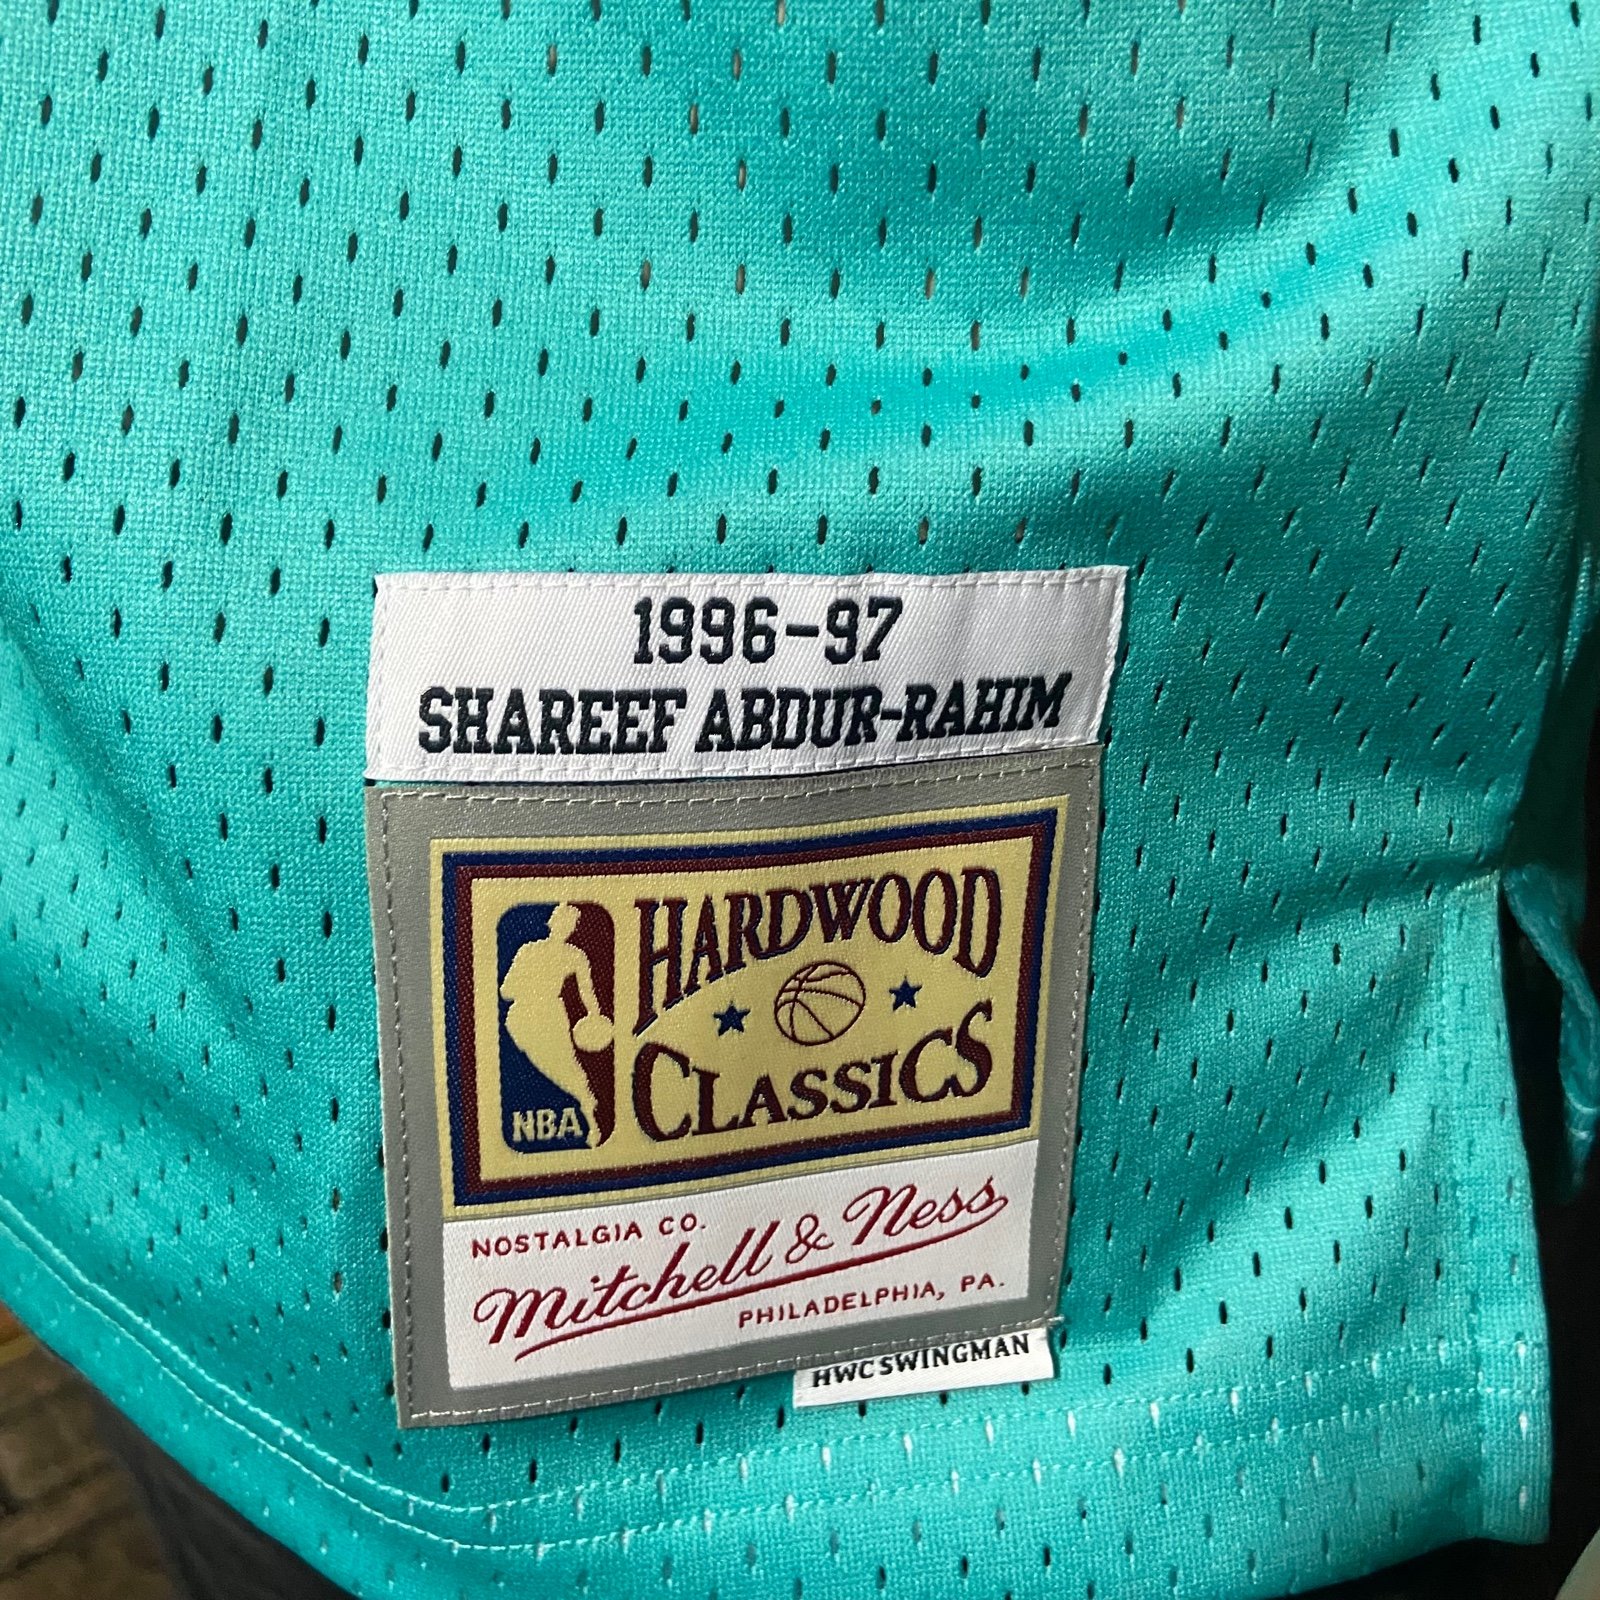 1996-97
SHAREEF ABDUR-RAHIM
HARDWOOD
CLASSICS
NBA
NOSTALGIA CO.
Mitchell & Ness
PHILADELPHIA, PA.
HWC SWINGMAN